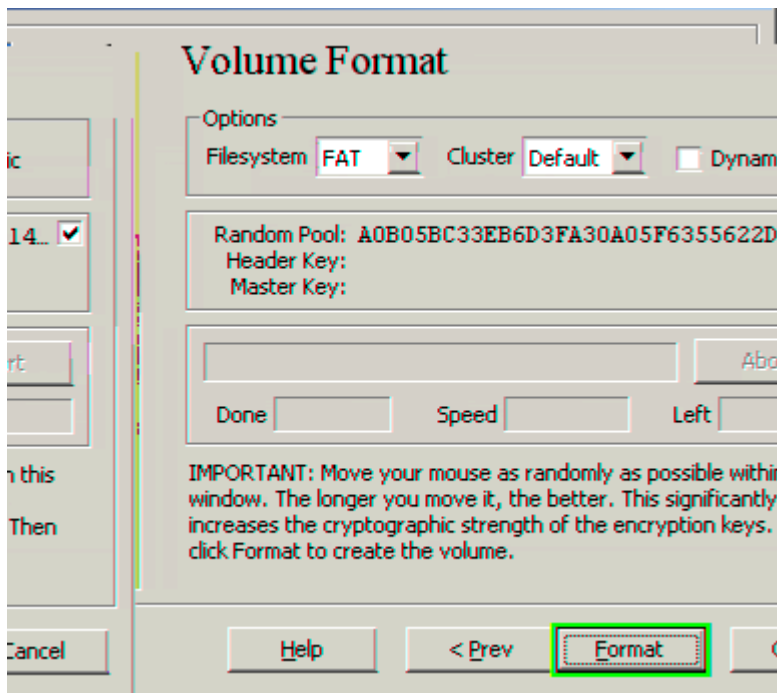 Volume Format
Options
Filesystem FAT Cluster Default Dynam
ic
14...
Random Pool: A0B05BC33EB6D3FA30A05F6355622D
Header Key:
Master Key:
rt
Abo
Done Speed Left
n this
Then
IMPORTANT: Move your mouse as randomly as possible within
window. The longer you move it, the better. This significantly
increases the cryptographic strength of the encryption keys.
click Format to create the volume.
Cancel
Help < Prev Format